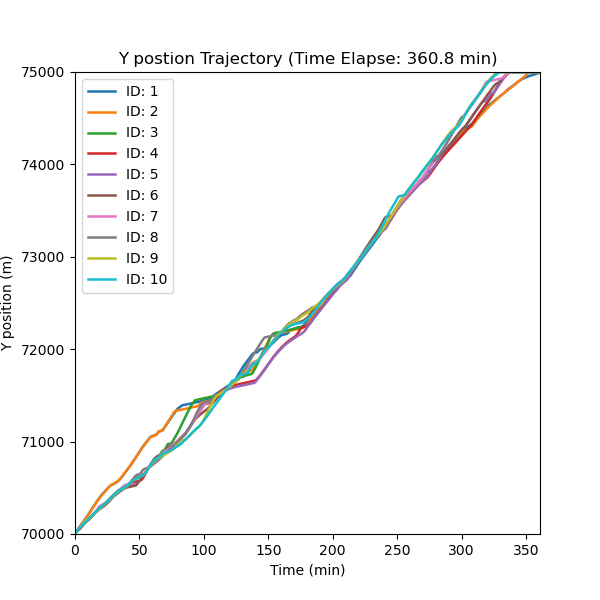 Y postion Trajectory (Time Elapse: 360.8 min)
75000
74000
73000
72000
71000
70000
Y position (m)
ID: 1
ID: 2
ID: 3
ID: 4
ID: 5
ID: 6
ID: 7
ID: 8
ID: 9
ID: 10
0 50 100 150 200 250 300 350
Time (min)